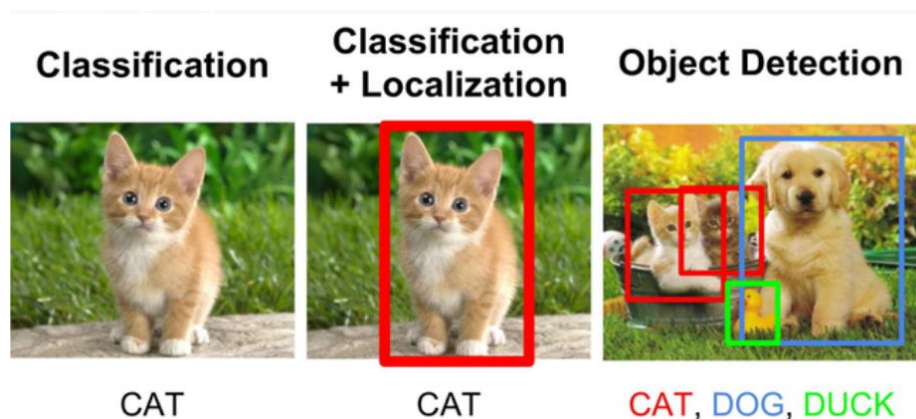 Classification
Classification
+ Localization
Object Detection
CAT
CAT
CAT, DOG, DUCK